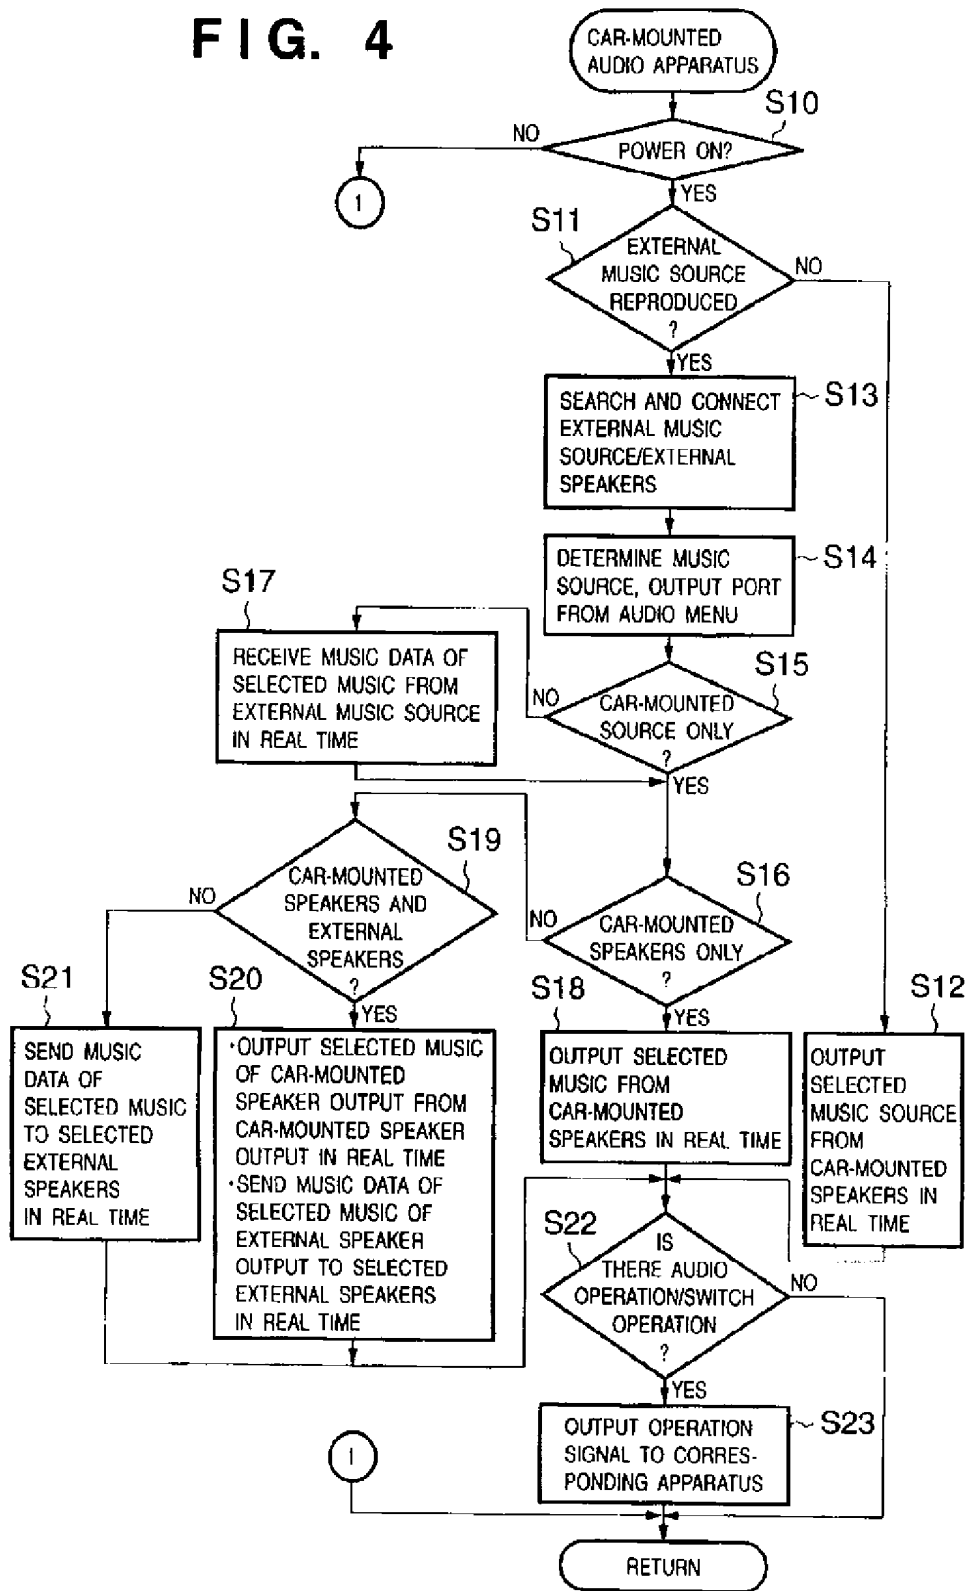 FIG. 4
CAR-MOUNTED
AUDIO APPARATUS
S10
NO
POWER ON?
1
YES
S11
EXTERNAL
MUSIC SOURCE
REPRODUCED
?
NO
YES
S13
SEARCH AND CONNECT
EXTERNAL MUSIC
SOURCE/EXTERNAL
SPEAKERS
S14
DETERMINE MUSIC
SOURCE, OUTPUT PORT
FROM AUDIO MENU
S17
RECEIVE MUSIC DATA OF
SELECTED MUSIC FROM
EXTERNAL MUSIC SOURCE
IN REAL TIME
S15
NO
CAR-MOUNTED
SOURCE ONLY
?
YES
S19
NO
CAR-MOUNTED
SPEAKERS AND
EXTERNAL
SPEAKERS
?
YES
S16
NO
CAR-MOUNTED
SPEAKERS ONLY
?
YES
S21
SEND MUSIC
DATA OF
SELECTED MUSIC
TO SELECTED
EXTERNAL
SPEAKERS
IN REAL TIME
S20
・OUTPUT SELECTED MUSIC
OF CAR-MOUNTED
SPEAKER OUTPUT FROM
CAR-MOUNTED SPEAKER
OUTPUT IN REAL TIME
・SEND MUSIC DATA OF
SELECTED MUSIC OF
EXTERNAL SPEAKER
OUTPUT TO SELECTED
EXTERNAL SPEAKERS
IN REAL TIME
S18
OUTPUT SELECTED
MUSIC FROM
CAR-MOUNTED
SPEAKERS IN REAL TIME
S12
OUTPUT
SELECTED
MUSIC SOURCE
FROM
CAR-MOUNTED
SPEAKERS IN
REAL TIME
S22
IS
THERE AUDIO
OPERATION/SWITCH
OPERATION
?
NO
YES
S23
OUTPUT OPERATION
SIGNAL TO CORRES-
PONDING APPARATUS
1
RETURN